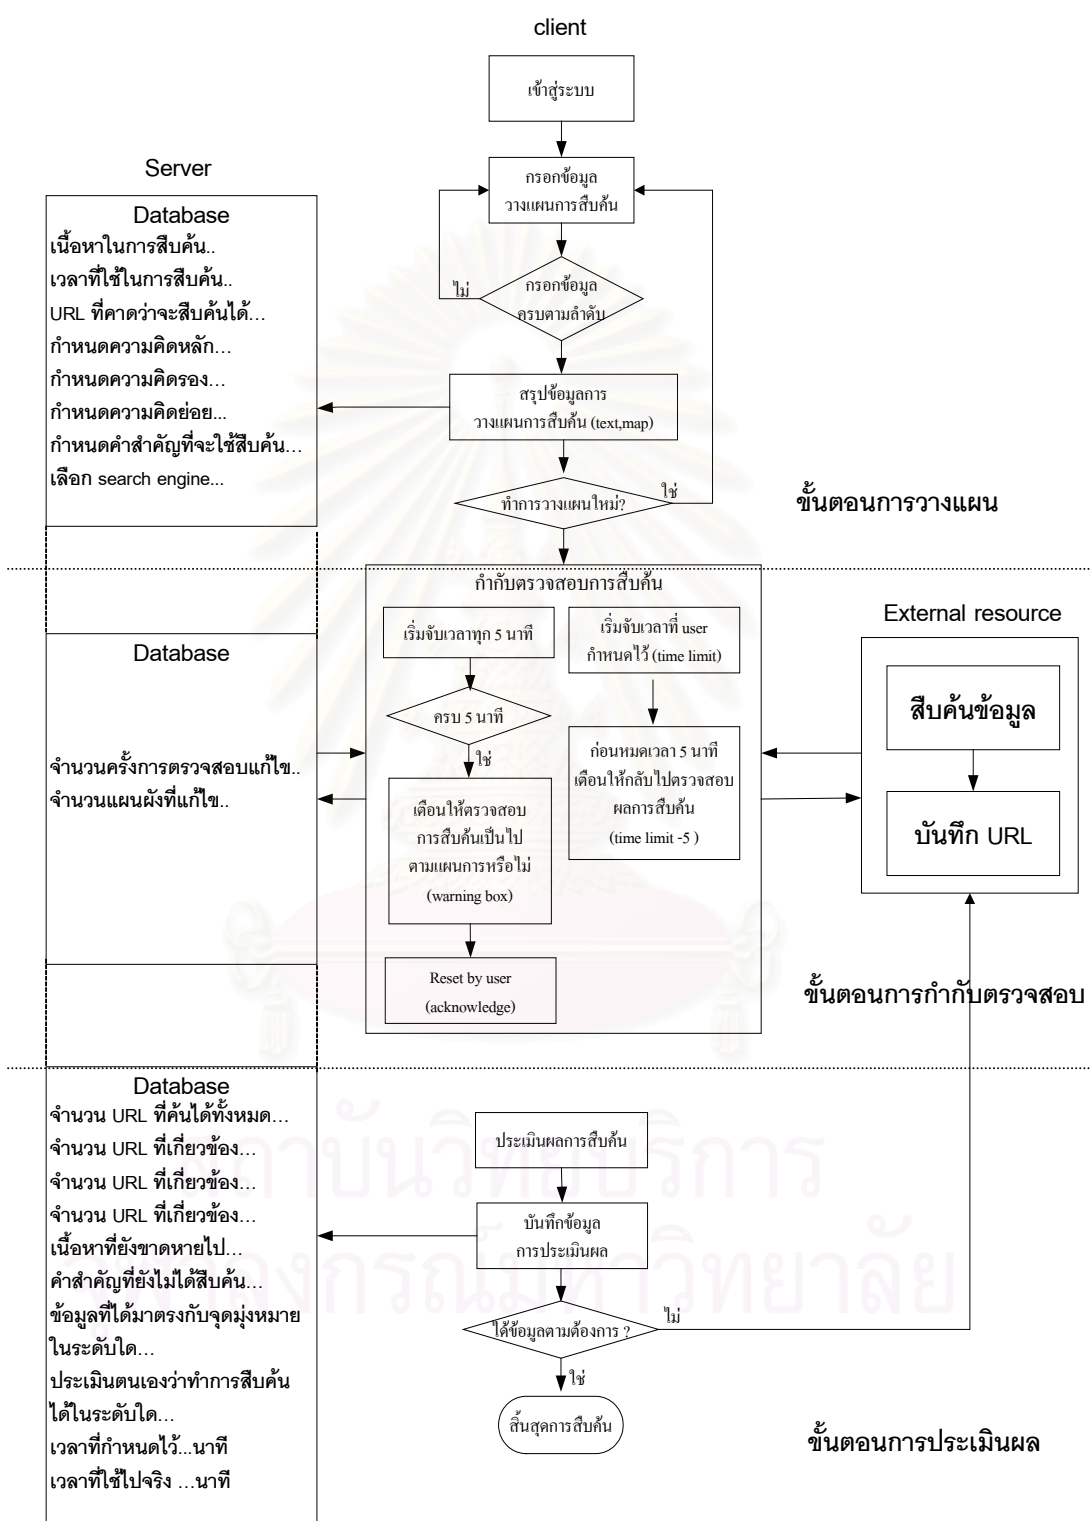 client
เข้าสู่ระบบ
Server
กรอกข้อมูล
วางแผนการสืบค้น
Database
เนื้อหาในการสืบค้น..
เวลาที่ใช้ในการสืบค้น..
URL ที่คาดว่าจะสืบค้นได้...
กำหนดความคิดหลัก...
กำหนดความคิดรอง...
กำหนดความคิดย่อย...
กำหนดคำสำคัญที่จะใช้สืบค้น...
เลือก search engine...
ไม่
กรอกข้อมูล
ครบตามลำดับ
สรุปข้อมูลการ
วางแผนการสืบค้น (text,map)
ทำการวางแผนใหม่?
ใช่
ขั้นตอนการวางแผน
กำกับตรวจสอบการสืบค้น
เริ่มจับเวลาทุก 5 นาที
เริ่มจับเวลาที่ user
กำหนดไว้ (time limit)
External resource
Database
จำนวนครั้งการตรวจสอบแก้ไข..
จำนวนแผนผังที่แก้ไข..
ครบ 5 นาที
ใช่
เตือนให้ตรวจสอบ
การสืบค้นเป็นไป
ตามแผนการหรือไม่
(warning box)
Reset by user
(acknowledge)
ก่อนหมดเวลา 5 นาที
เตือนให้กลับไปตรวจสอบ
ผลการสืบค้น
(time limit -5 )
สืบค้นข้อมูล
บันทึก URL
ขั้นตอนการกำกับตรวจสอบ
Database
จำนวน URL ที่ค้นได้ทั้งหมด...
จำนวน URL ที่เกี่ยวข้อง...
จำนวน URL ที่เกี่ยวข้อง...
จำนวน URL ที่เกี่ยวข้อง...
เนื้อหาที่ยังขาดหายไป...
คำสำคัญที่ยังไม่ได้สืบค้น...
ข้อมูลที่ได้มาตรงกับจุดมุ่งหมาย
ในระดับใด...
ประเมินตนเองว่าทำการสืบค้น
ได้ในระดับใด...
เวลาที่กำหนดไว้...นาที
เวลาที่ใช้ไปจริง ...นาที
ประเมินผลการสืบค้น
บันทึกข้อมูล
การประเมินผล
ได้ข้อมูลตามต้องการ ?
ไม่
ใช่
สิ้นสุดการสืบค้น
ขั้นตอนการประเมินผล
สถาบันวิทยบริการ
จุฬาลงกรณ์มหาวิทยาลัย